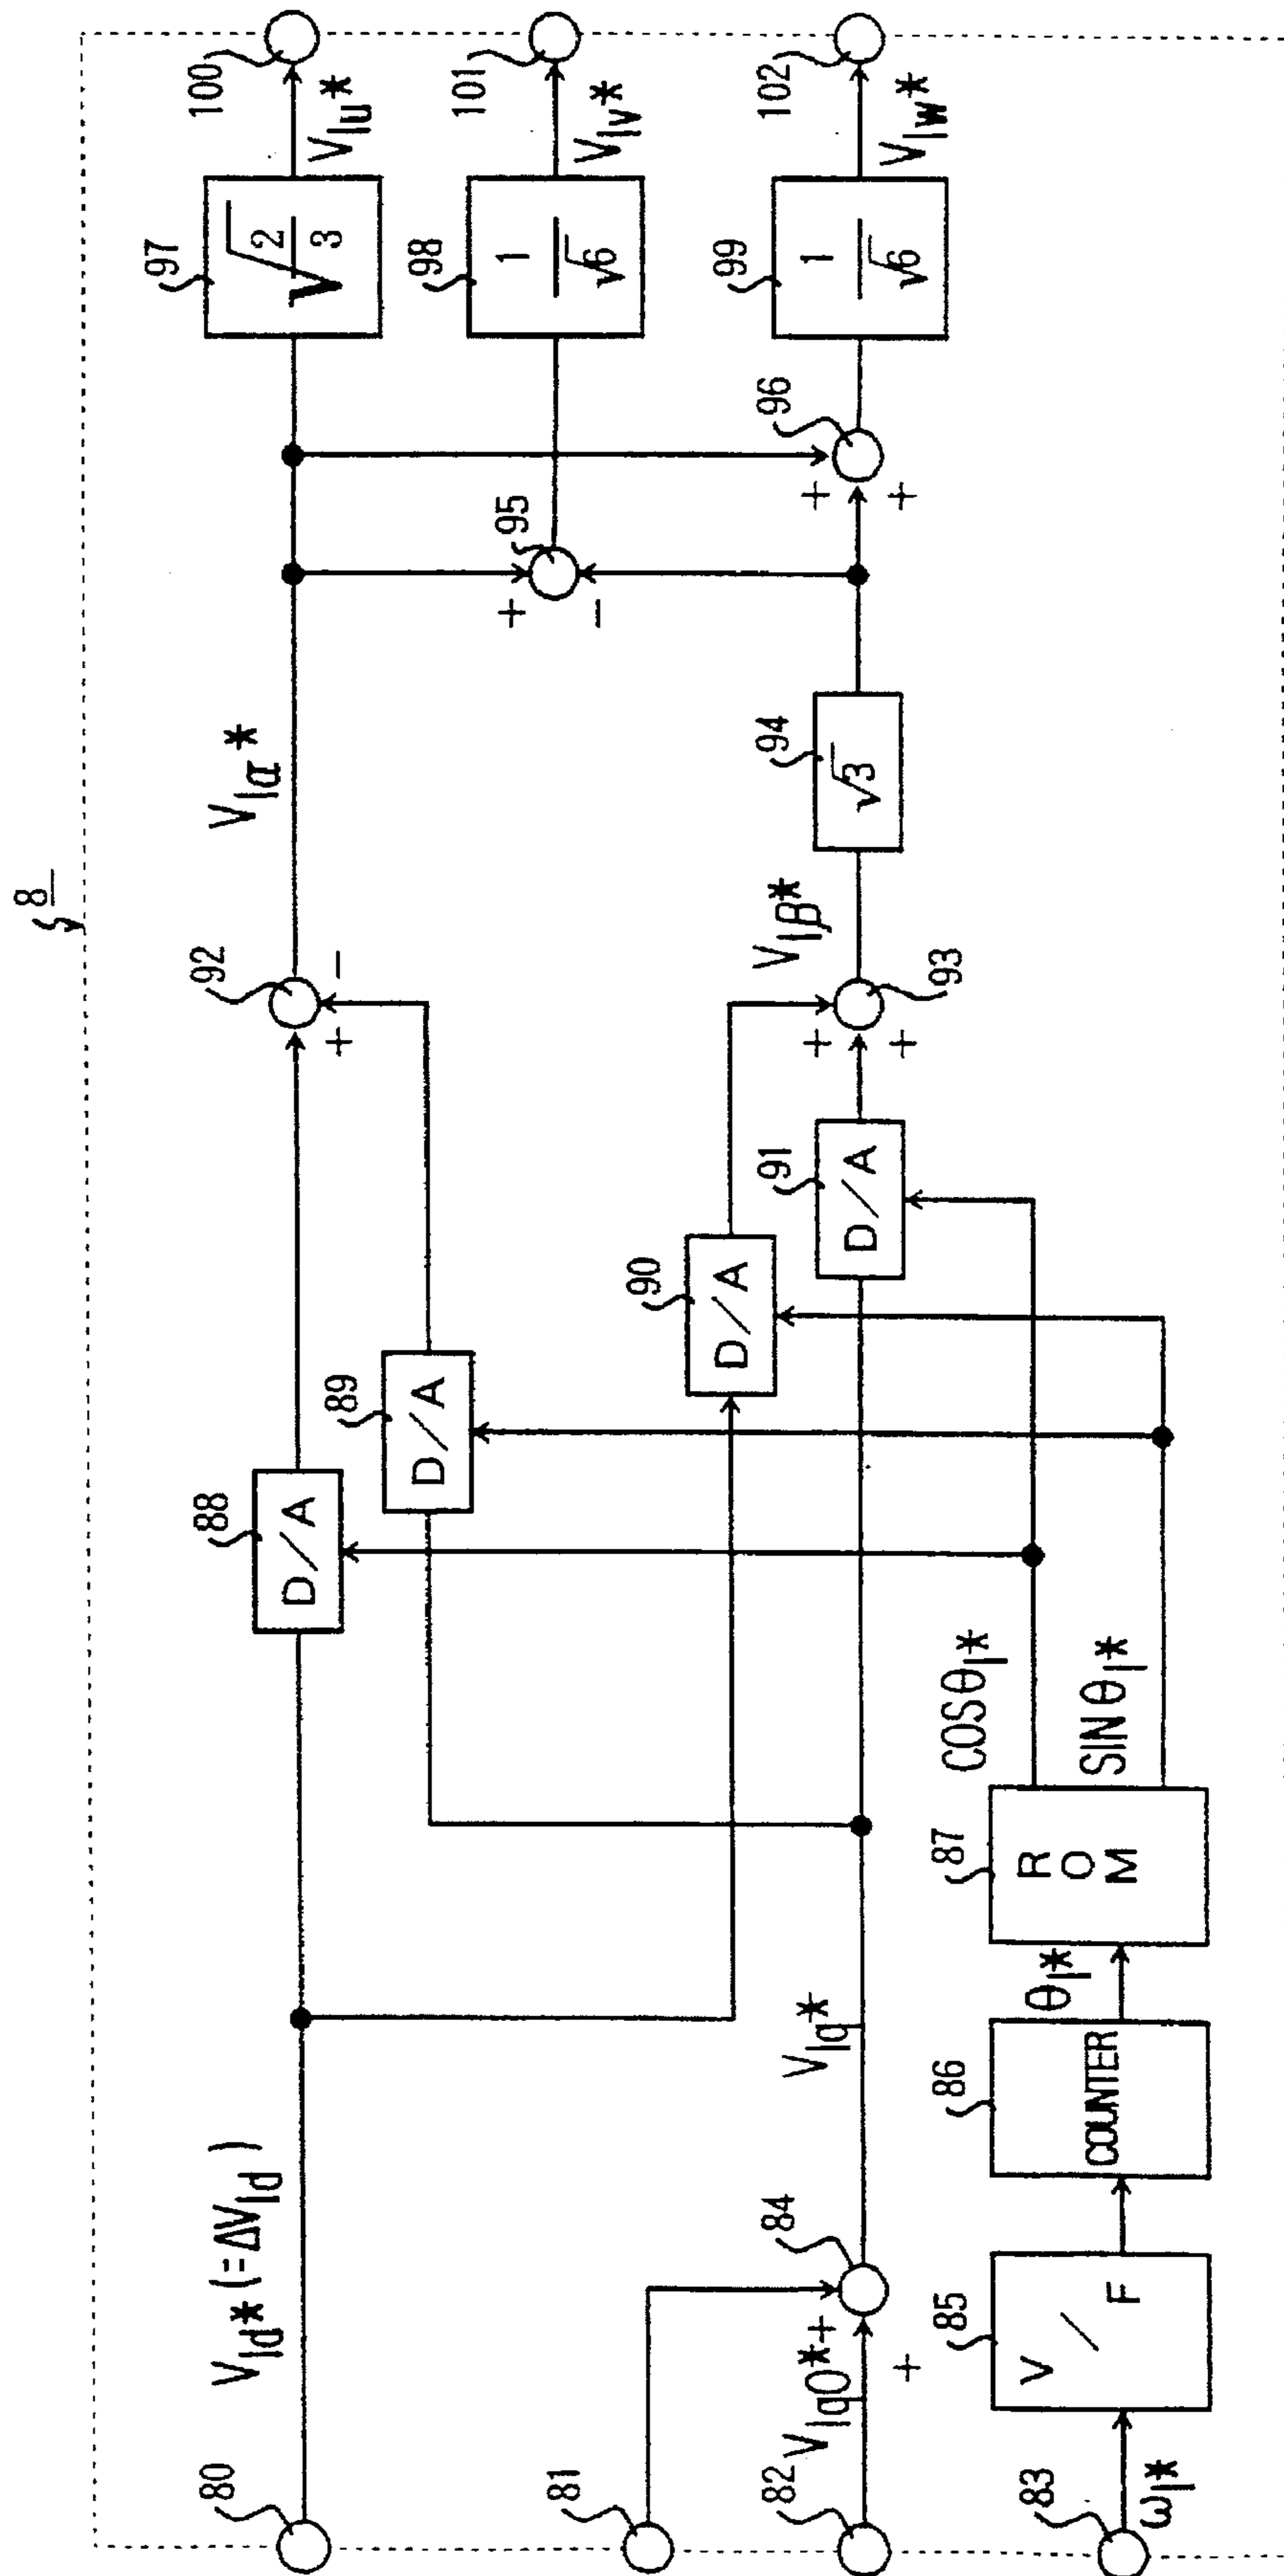 8
80
V1d* (=ΔV1d)
88
D/A
92
+
−
V1α*
97
√2/3
V1u*
100
89
D/A
95
+
−
98
1/√6
V1v*
101
81
90
D/A
82
V1q0*
+
+
84
V1q*
91
D/A
+
+
93
V1β*
94
√3
96
+
+
99
1/√6
V1w*
102
83
ω1*
85
V/F
86
COUNTER
θ1*
87
ROM
COSθ1*
SINθ1*